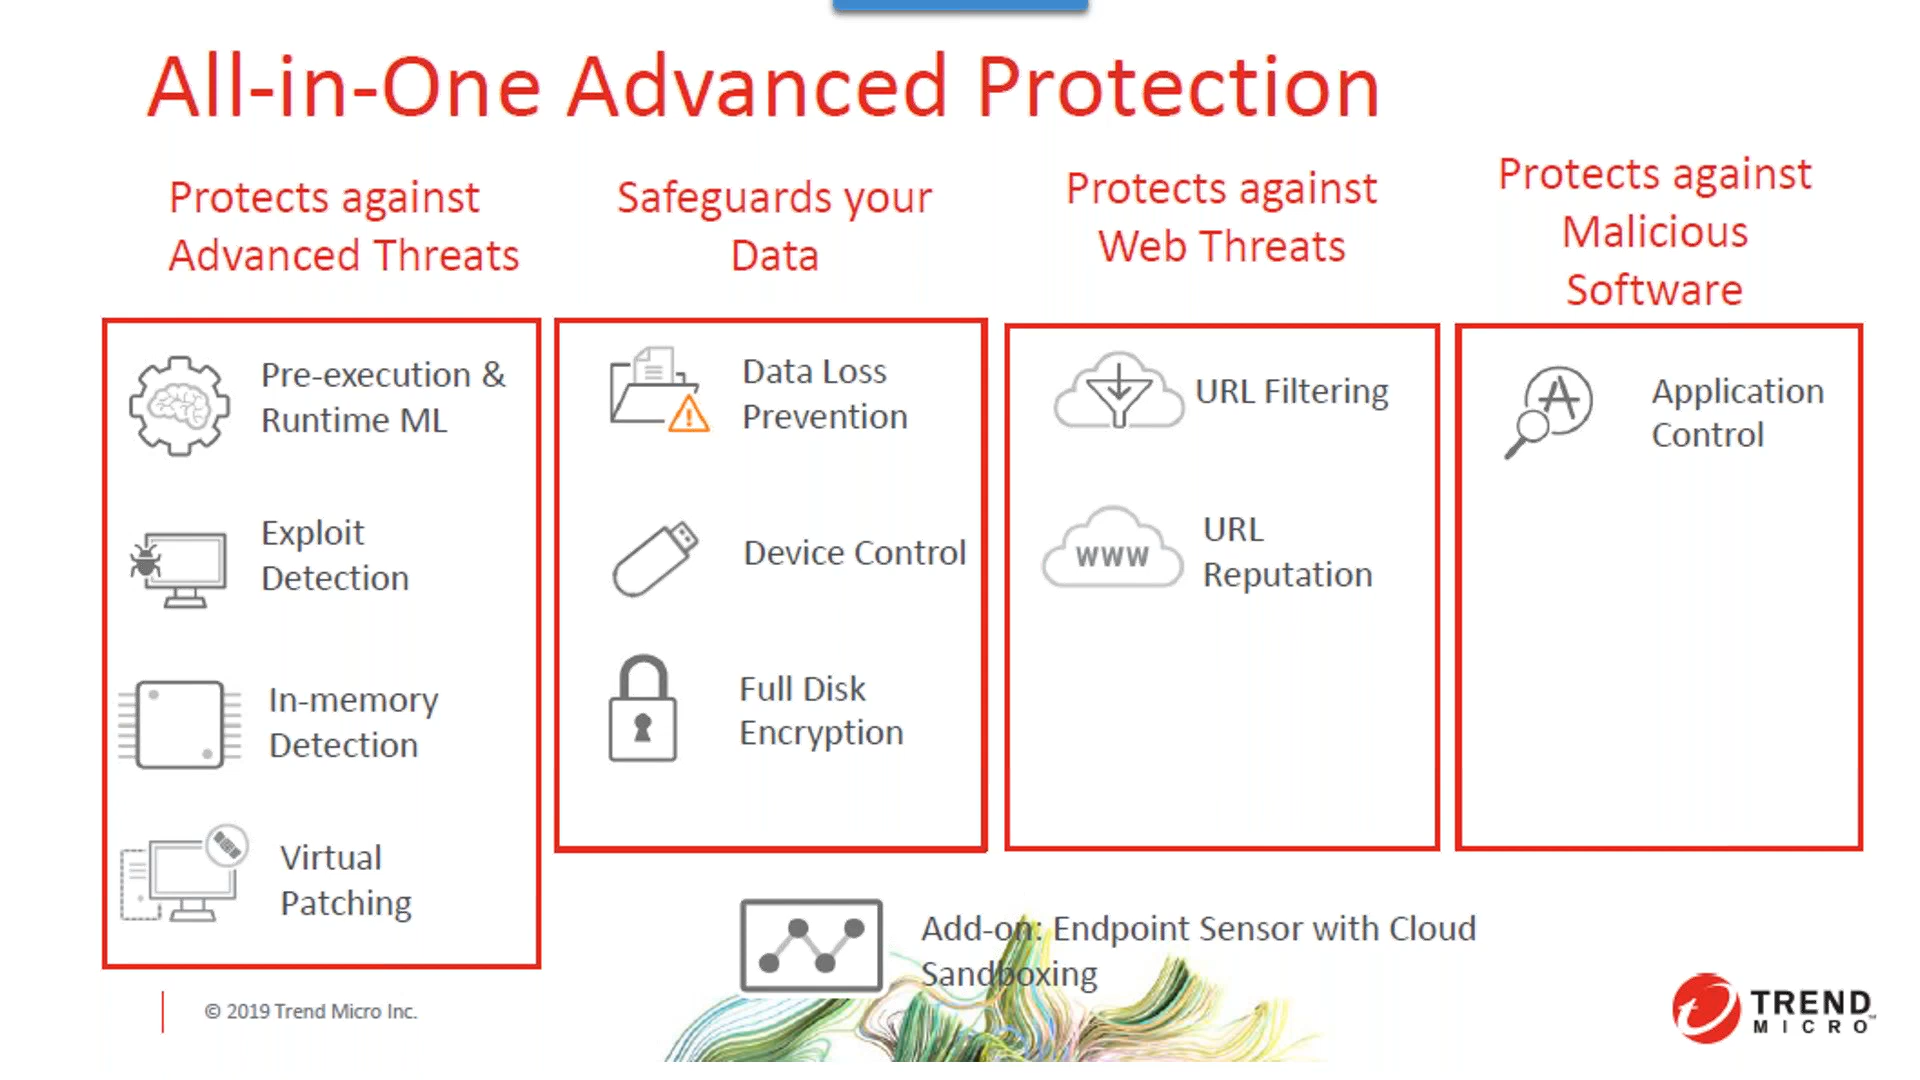 All-in-One Advanced Protection
Protects against
Advanced Threats
Pre-execution &
Runtime ML
Exploit
Detection
In-memory
Detection
Virtual
Patching
Safeguards your
Data
Data Loss
Prevention
Device Control
Full Disk
Encryption
Protects against
Web Threats
URL Filtering
WWW
URL
Reputation
Protects against
Malicious
Software
Application
Control
Add-on: Endpoint Sensor with Cloud
Sandboxing
© 2019 Trend Micro Inc.
TREND
MICRO™